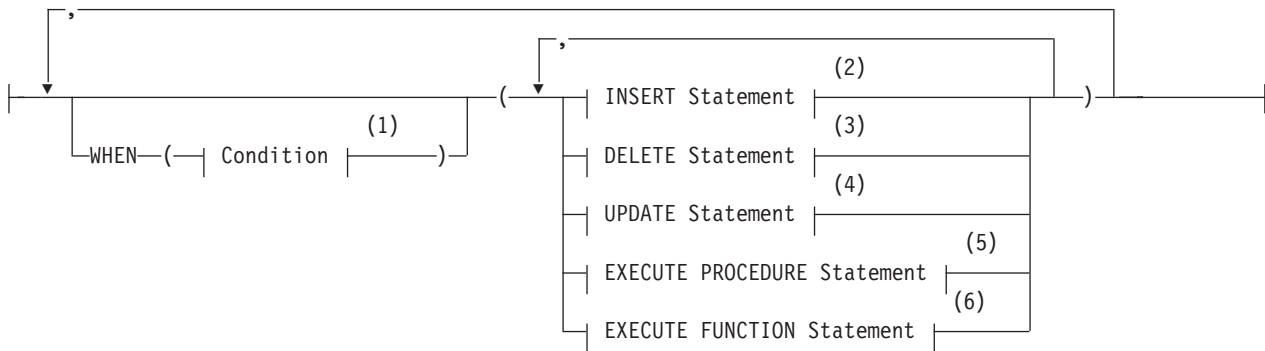 ,
,
(2)
( INSERT Statement )
(1) (3)
WHEN ( Condition ) DELETE Statement
(4)
UPDATE Statement
(5)
EXECUTE PROCEDURE Statement
(6)
EXECUTE FUNCTION Statement